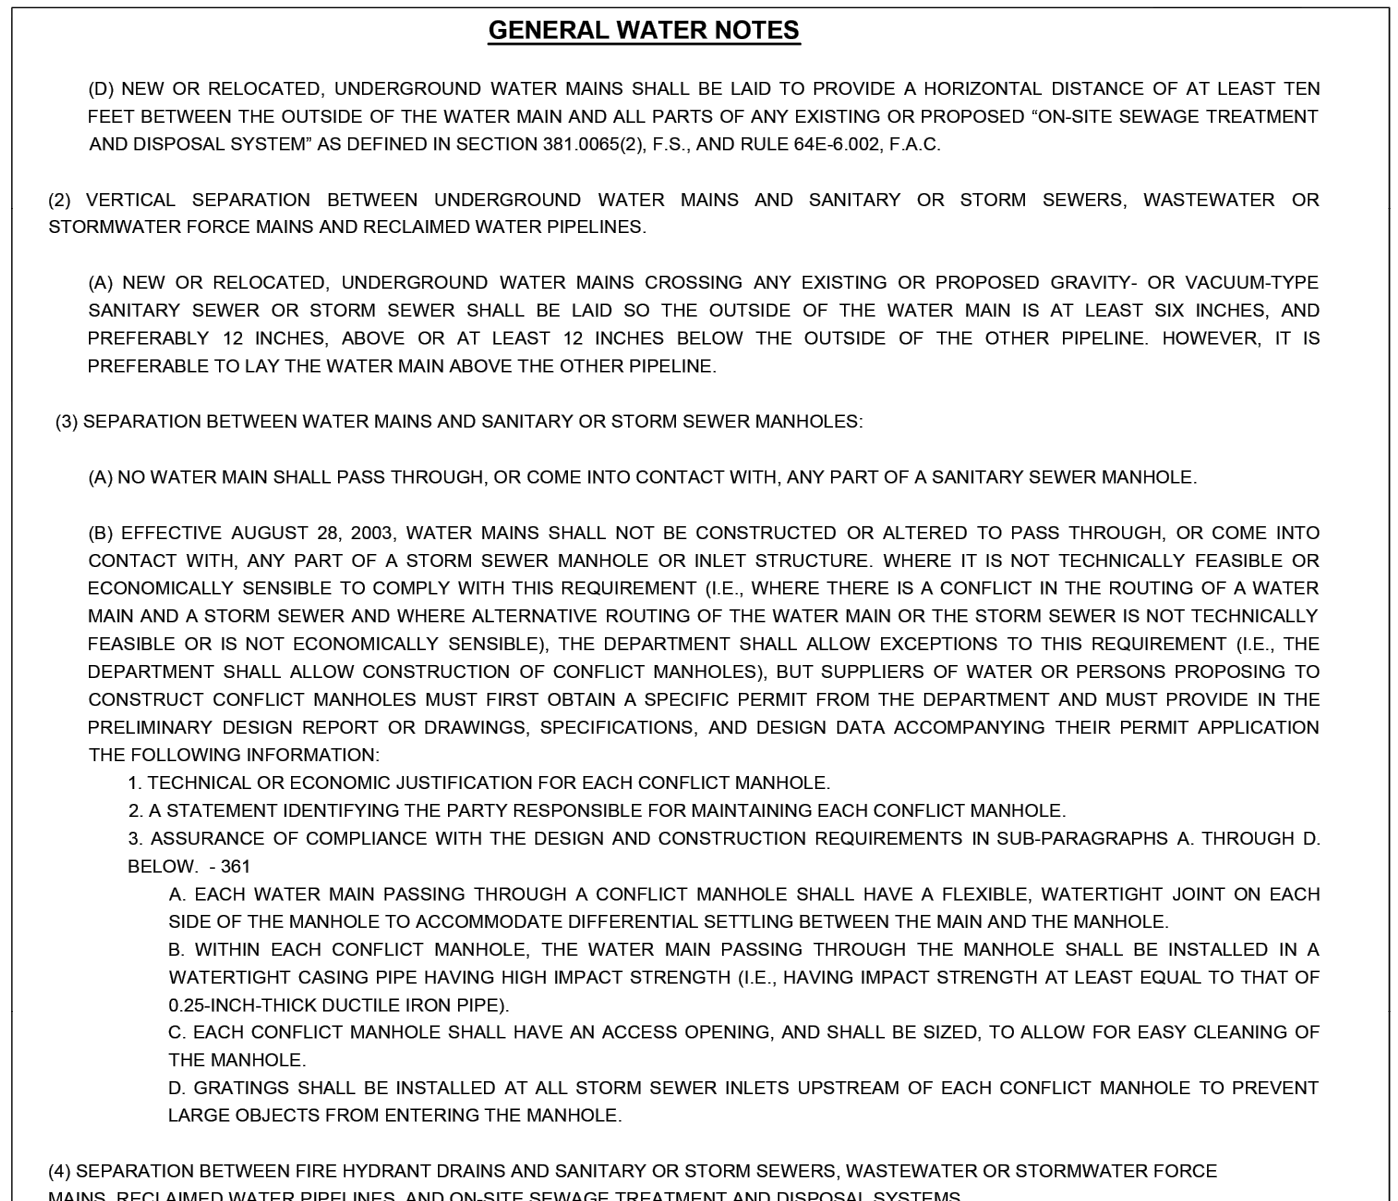 GENERAL WATER NOTES
(D) NEW OR RELOCATED, UNDERGROUND WATER MAINS SHALL BE LAID TO PROVIDE A HORIZONTAL DISTANCE OF AT LEAST TEN
FEET BETWEEN THE OUTSIDE OF THE WATER MAIN AND ALL PARTS OF ANY EXISTING OR PROPOSED “ON-SITE SEWAGE TREATMENT
AND DISPOSAL SYSTEM” AS DEFINED IN SECTION 381.0065(2), F.S., AND RULE 64E-6.002, F.A.C.
(2) VERTICAL SEPARATION BETWEEN UNDERGROUND WATER MAINS AND SANITARY OR STORM SEWERS, WASTEWATER OR
STORMWATER FORCE MAINS AND RECLAIMED WATER PIPELINES.
(A) NEW OR RELOCATED, UNDERGROUND WATER MAINS CROSSING ANY EXISTING OR PROPOSED GRAVITY- OR VACUUM-TYPE
SANITARY SEWER OR STORM SEWER SHALL BE LAID SO THE OUTSIDE OF THE WATER MAIN IS AT LEAST SIX INCHES, AND
PREFERABLY 12 INCHES, ABOVE OR AT LEAST 12 INCHES BELOW THE OUTSIDE OF THE OTHER PIPELINE. HOWEVER, IT IS
PREFERABLE TO LAY THE WATER MAIN ABOVE THE OTHER PIPELINE.
(3) SEPARATION BETWEEN WATER MAINS AND SANITARY OR STORM SEWER MANHOLES:
(A) NO WATER MAIN SHALL PASS THROUGH, OR COME INTO CONTACT WITH, ANY PART OF A SANITARY SEWER MANHOLE.
(B) EFFECTIVE AUGUST 28, 2003, WATER MAINS SHALL NOT BE CONSTRUCTED OR ALTERED TO PASS THROUGH, OR COME INTO
CONTACT WITH, ANY PART OF A STORM SEWER MANHOLE OR INLET STRUCTURE. WHERE IT IS NOT TECHNICALLY FEASIBLE OR
ECONOMICALLY SENSIBLE TO COMPLY WITH THIS REQUIREMENT (I.E., WHERE THERE IS A CONFLICT IN THE ROUTING OF A WATER
MAIN AND A STORM SEWER AND WHERE ALTERNATIVE ROUTING OF THE WATER MAIN OR THE STORM SEWER IS NOT TECHNICALLY
FEASIBLE OR IS NOT ECONOMICALLY SENSIBLE), THE DEPARTMENT SHALL ALLOW EXCEPTIONS TO THIS REQUIREMENT (I.E., THE
DEPARTMENT SHALL ALLOW CONSTRUCTION OF CONFLICT MANHOLES), BUT SUPPLIERS OF WATER OR PERSONS PROPOSING TO
CONSTRUCT CONFLICT MANHOLES MUST FIRST OBTAIN A SPECIFIC PERMIT FROM THE DEPARTMENT AND MUST PROVIDE IN THE
PRELIMINARY DESIGN REPORT OR DRAWINGS, SPECIFICATIONS, AND DESIGN DATA ACCOMPANYING THEIR PERMIT APPLICATION
THE FOLLOWING INFORMATION:
1. TECHNICAL OR ECONOMIC JUSTIFICATION FOR EACH CONFLICT MANHOLE.
2. A STATEMENT IDENTIFYING THE PARTY RESPONSIBLE FOR MAINTAINING EACH CONFLICT MANHOLE.
3. ASSURANCE OF COMPLIANCE WITH THE DESIGN AND CONSTRUCTION REQUIREMENTS IN SUB-PARAGRAPHS A. THROUGH D.
BELOW. - 361
A. EACH WATER MAIN PASSING THROUGH A CONFLICT MANHOLE SHALL HAVE A FLEXIBLE, WATERTIGHT JOINT ON EACH
SIDE OF THE MANHOLE TO ACCOMMODATE DIFFERENTIAL SETTLING BETWEEN THE MAIN AND THE MANHOLE.
B. WITHIN EACH CONFLICT MANHOLE, THE WATER MAIN PASSING THROUGH THE MANHOLE SHALL BE INSTALLED IN A
WATERTIGHT CASING PIPE HAVING HIGH IMPACT STRENGTH (I.E., HAVING IMPACT STRENGTH AT LEAST EQUAL TO THAT OF
0.25-INCH-THICK DUCTILE IRON PIPE).
C. EACH CONFLICT MANHOLE SHALL HAVE AN ACCESS OPENING, AND SHALL BE SIZED, TO ALLOW FOR EASY CLEANING OF
THE MANHOLE.
D. GRATINGS SHALL BE INSTALLED AT ALL STORM SEWER INLETS UPSTREAM OF EACH CONFLICT MANHOLE TO PREVENT
LARGE OBJECTS FROM ENTERING THE MANHOLE.
(4) SEPARATION BETWEEN FIRE HYDRANT DRAINS AND SANITARY OR STORM SEWERS, WASTEWATER OR STORMWATER FORCE
MAINS, RECLAIMED WATER PIPELINES, AND ON-SITE SEWAGE TREATMENT AND DISPOSAL SYSTEMS.